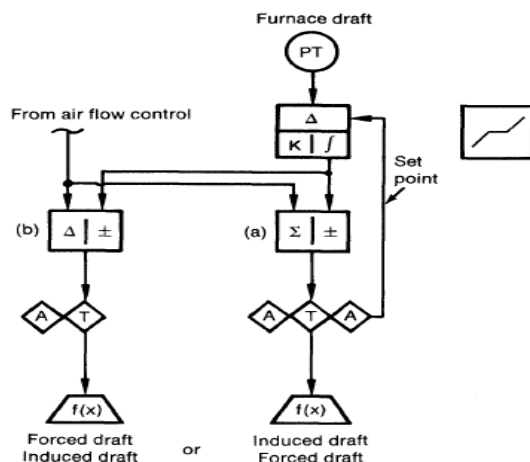 Furnace draft
PT
From air flow control
Δ
K | ∫
Set
point
(b)
Δ | ±
(a)
Σ | ±
A T
A T A
f(x)
f(x)
Forced draft
Induced draft
or
Induced draft
Forced draft